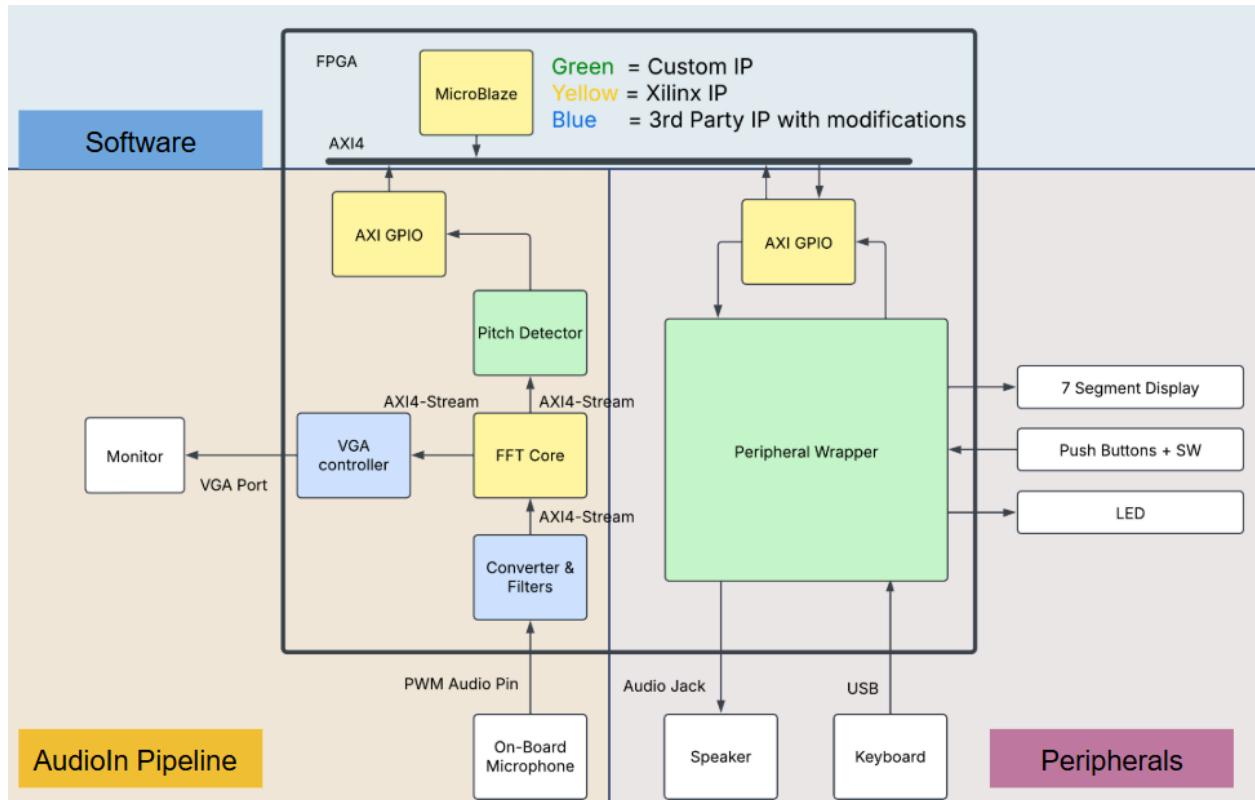 FPGA
MicroBlaze
Green = Custom IP
Yellow = Xilinx IP
Blue = 3rd Party IP with modifications
Software
AXI4
AXI GPIO
AXI GPIO
Pitch Detector
AXI4-Stream
AXI4-Stream
Monitor
VGA Port
VGA
controller
FFT Core
AXI4-Stream
Converter &
Filters
PWM Audio Pin
On-Board
Microphone
AudioIn Pipeline
Peripheral Wrapper
7 Segment Display
Push Buttons + SW
LED
Audio Jack
USB
Speaker
Keyboard
Peripherals